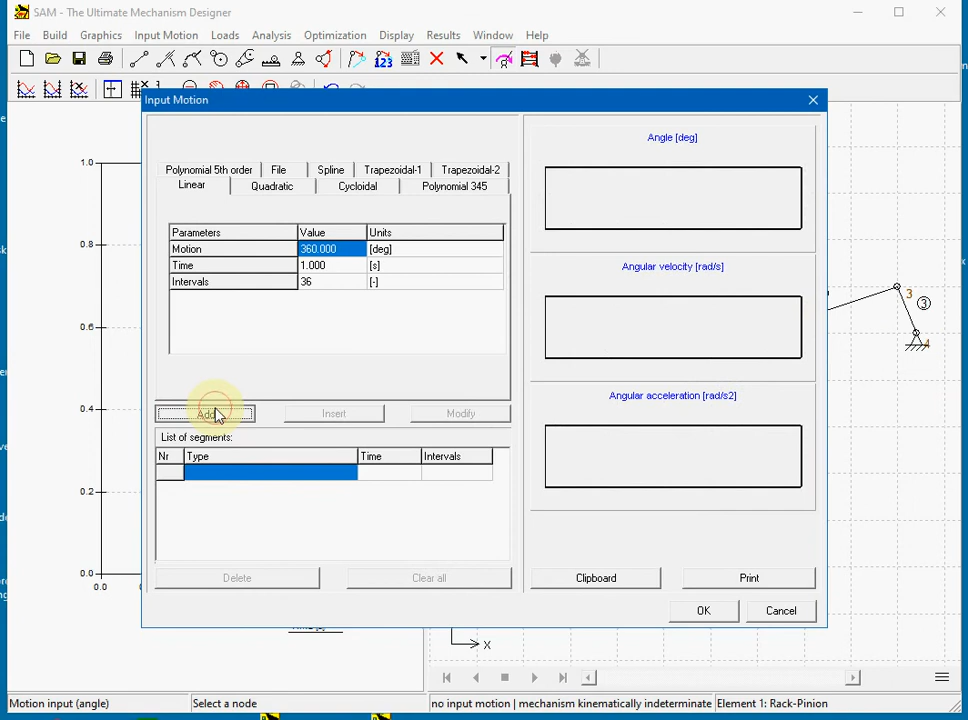 SAM - The Ultimate Mechanism Designer
File Build Graphics Input Motion Loads Analysis Optimization Display Results Window Help
123
Input Motion
Polynomial 5th order File Spline Trapezoidal-1 Trapezoidal-2
Linear Quadratic Cycloidal Polynomial 345
Parameters Value Units
Motion 360.000 [deg]
Time 1.000 [s]
Intervals 36 [-]
Add Insert Modify
List of segments:
Nr Type Time Intervals
Delete Clear all
Angle [deg]
Angular velocity [rad/s]
Angular acceleration [rad/s2]
Clipboard Print
OK Cancel
1.0
0.8
0.6
0.4
0.2
0.0
0.0
3
3
4
X
Motion input (angle) Select a node no input motion | mechanism kinematically indeterminate Element 1: Rack-Pinion